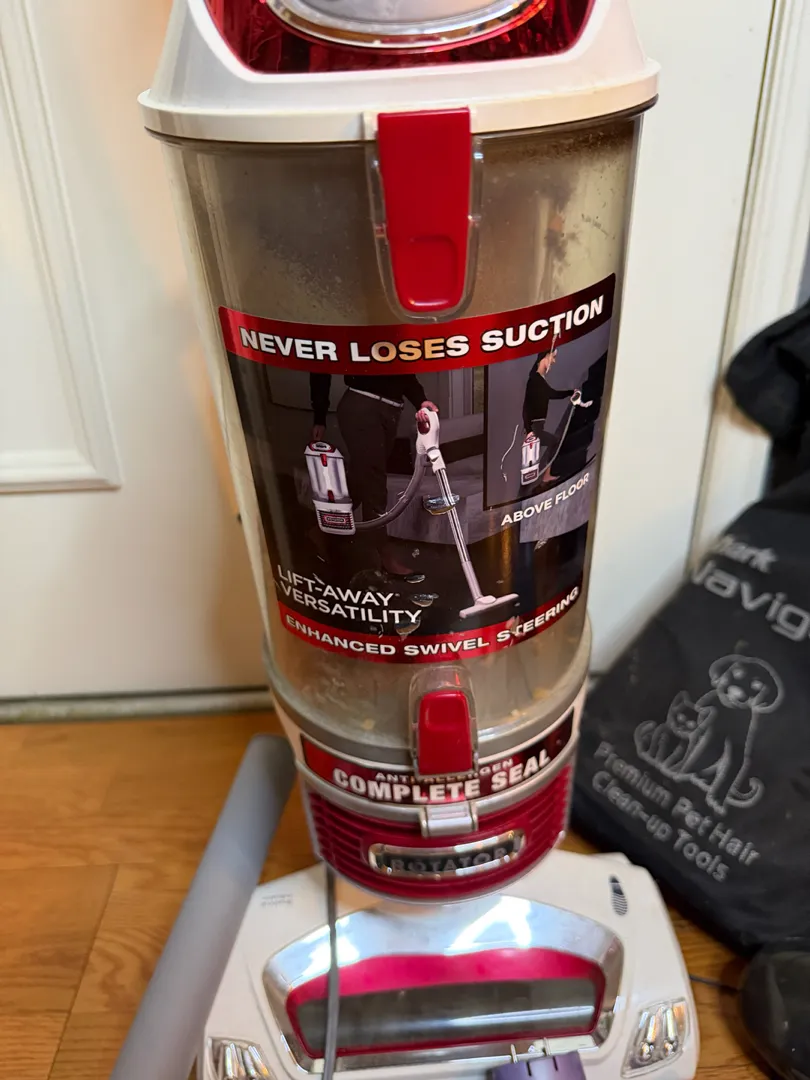 NEVER LOSES SUCTION
ABOVE FLOOR
LIFT-AWAY
VERSATILITY
ENHANCED SWIVEL STEERING
ANTI-ALLERGEN
COMPLETE SEAL
ROTATOR
Navig
Premium Pet Hair
Clean-up Tools